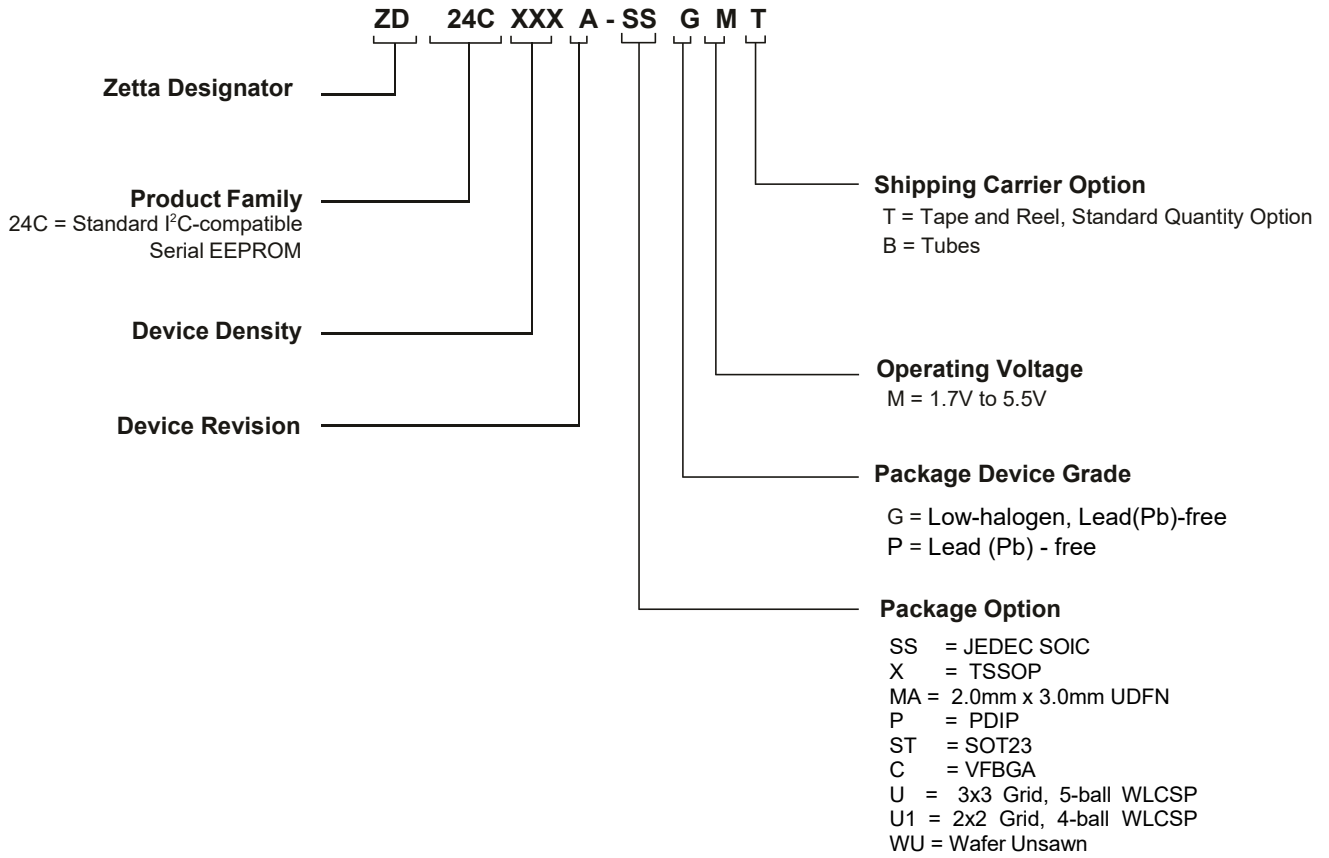 ZD 24C XXX A - SS G M T
Zetta Designator
Product Family
24C = Standard I²C-compatible
Serial EEPROM
Device Density
Device Revision
Shipping Carrier Option
T = Tape and Reel, Standard Quantity Option
B = Tubes
Operating Voltage
M = 1.7V to 5.5V
Package Device Grade
G = Low-halogen, Lead(Pb)-free
P = Lead (Pb) - free
Package Option
SS = JEDEC SOIC
X = TSSOP
MA = 2.0mm x 3.0mm UDFN
P = PDIP
ST = SOT23
C = VFBGA
U = 3x3 Grid, 5-ball WLCSP
U1 = 2x2 Grid, 4-ball WLCSP
WU = Wafer Unsawn